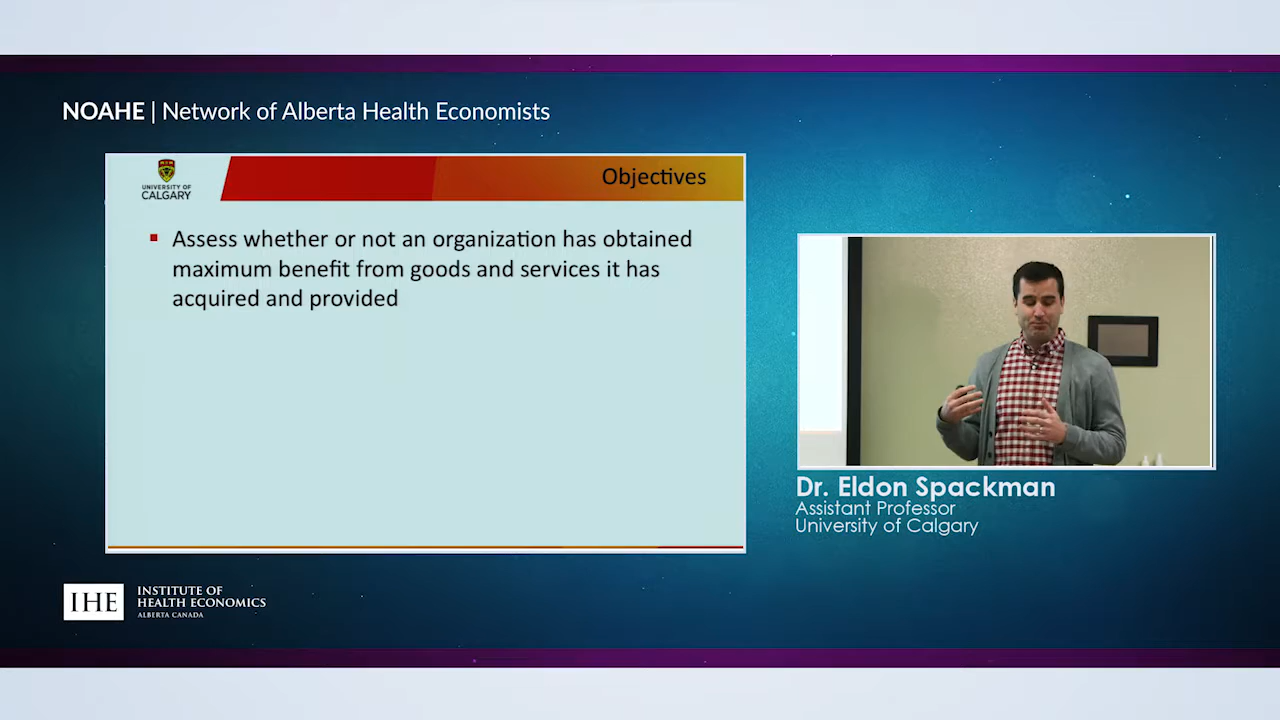 NOAHE | Network of Alberta Health Economists
UNIVERSITY OF
CALGARY
Objectives
Assess whether or not an organization has obtained
maximum benefit from goods and services it has
acquired and provided
Dr. Eldon Spackman
Assistant Professor
University of Calgary
IHE
INSTITUTE OF
HEALTH ECONOMICS
ALBERTA CANADA